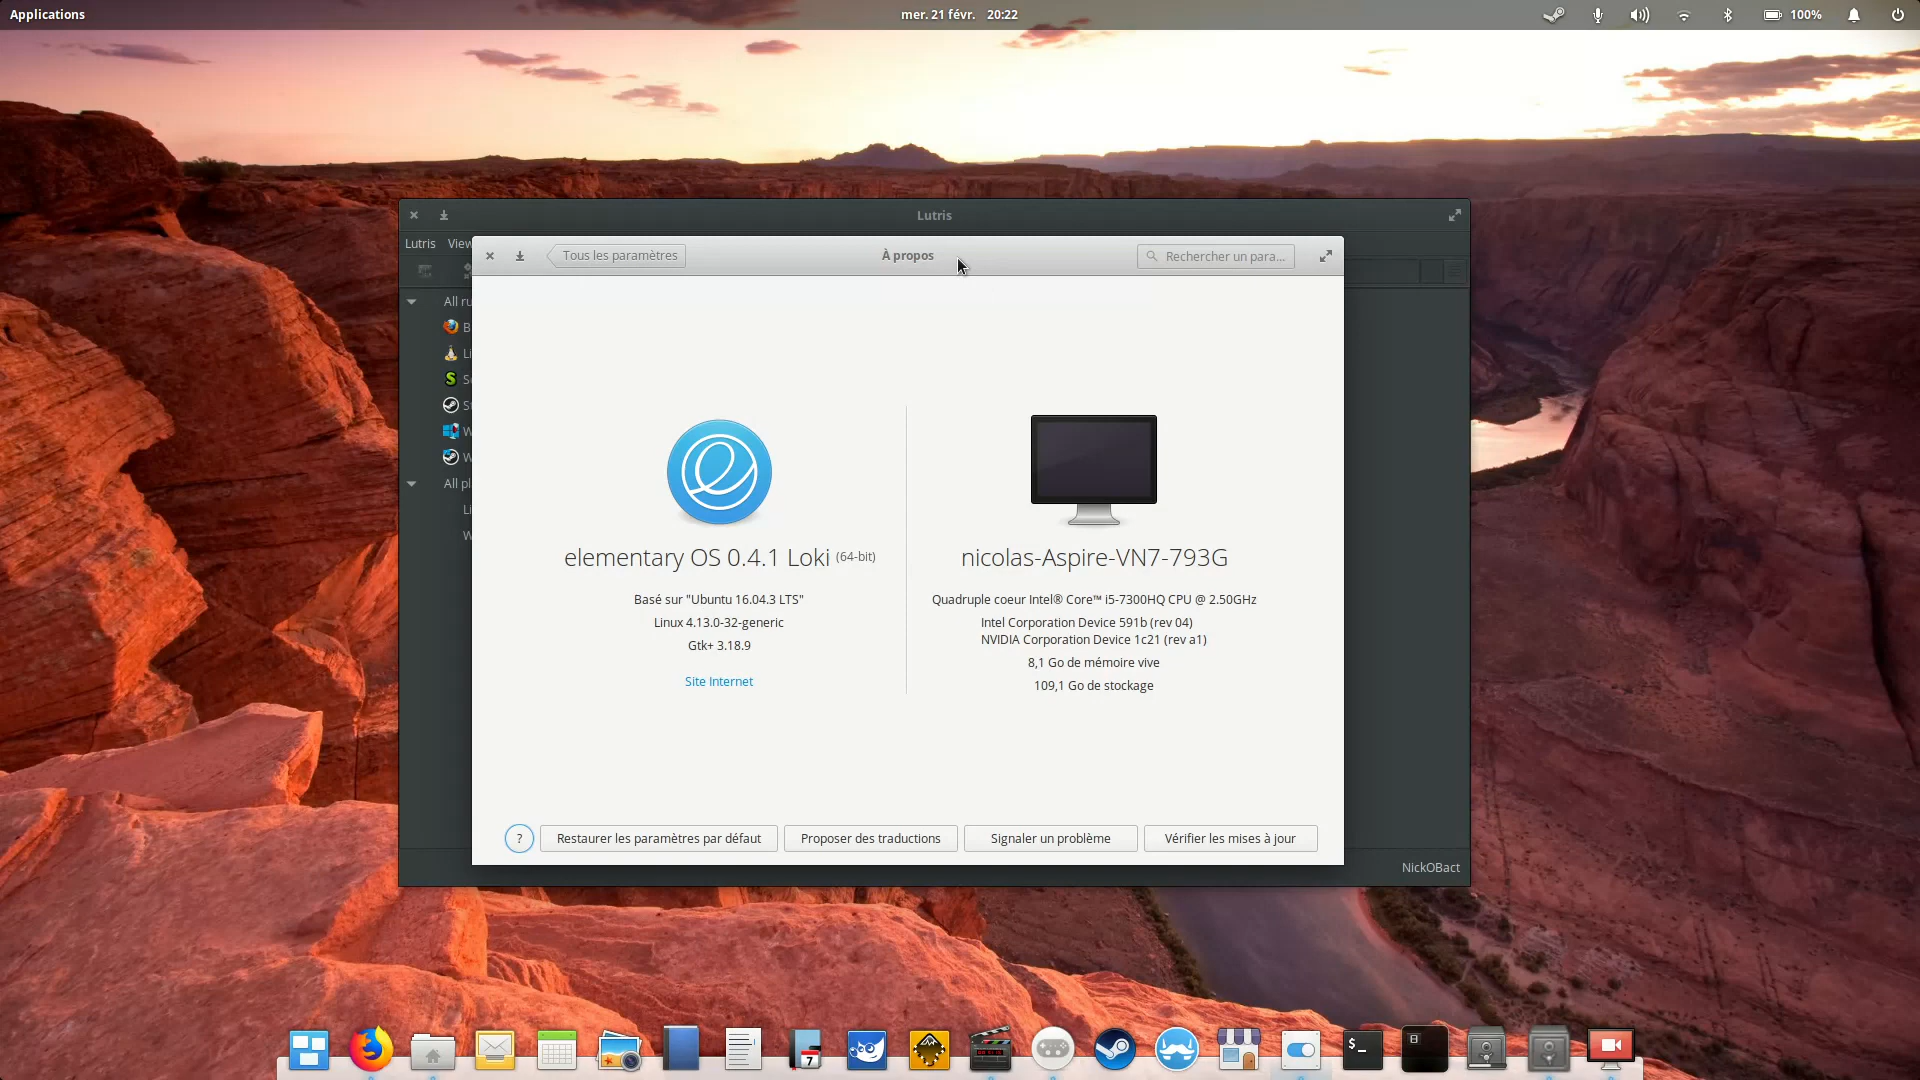 Applications
mer. 21 févr. 20:22
100%
Lutris
Lutris View
Tous les paramètres
À propos
Rechercher un para...
All ru
B
Li
S
St
W
W
All pl
Li
W
elementary OS 0.4.1 Loki (64-bit)
Basé sur "Ubuntu 16.04.3 LTS"
Linux 4.13.0-32-generic
Gtk+ 3.18.9
Site Internet
nicolas-Aspire-VN7-793G
Quadruple coeur Intel® Core™ i5-7300HQ CPU @ 2.50GHz
Intel Corporation Device 591b (rev 04)
NVIDIA Corporation Device 1c21 (rev a1)
8,1 Go de mémoire vive
109,1 Go de stockage
?
Restaurer les paramètres par défaut
Proposer des traductions
Signaler un problème
Vérifier les mises à jour
NickOBact
7
$_